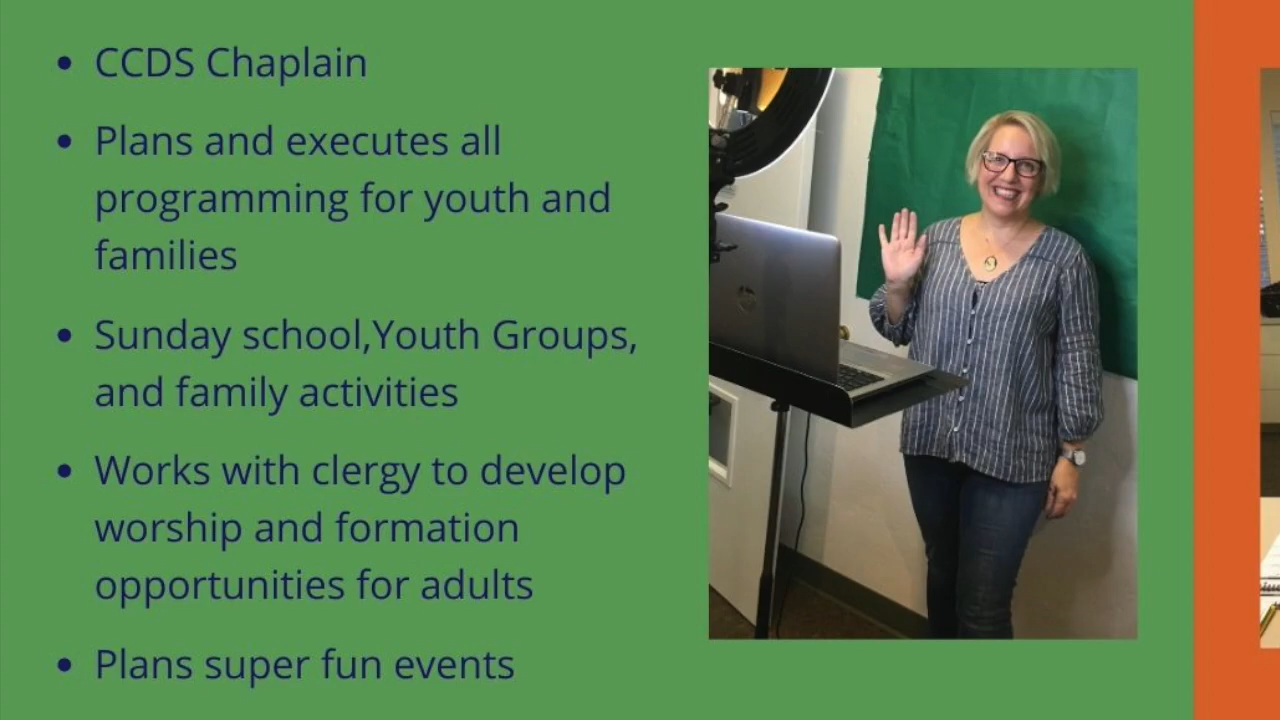 CCDS Chaplain
Plans and executes all
programming for youth and
families
Sunday school,Youth Groups,
and family activities
Works with clergy to develop
worship and formation
opportunities for adults
Plans super fun events